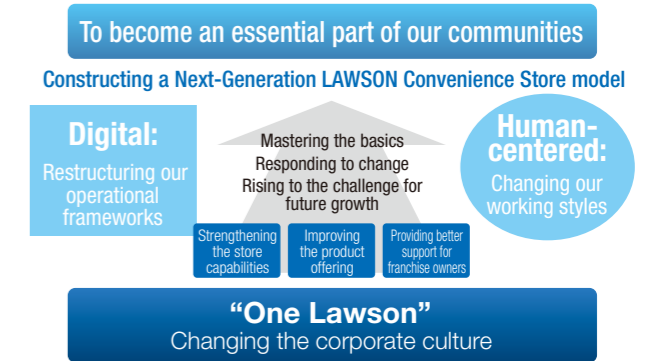 To become an essential part of our communities
Constructing a Next-Generation LAWSON Convenience Store model
Digital:
Restructuring our
operational
frameworks
Mastering the basics
Responding to change
Rising to the challenge for
future growth
Human-
centered:
Changing our
working styles
Strengthening
the store
capabilities
Improving
the product
offering
Providing better
support for
franchise owners
“One Lawson”
Changing the corporate culture